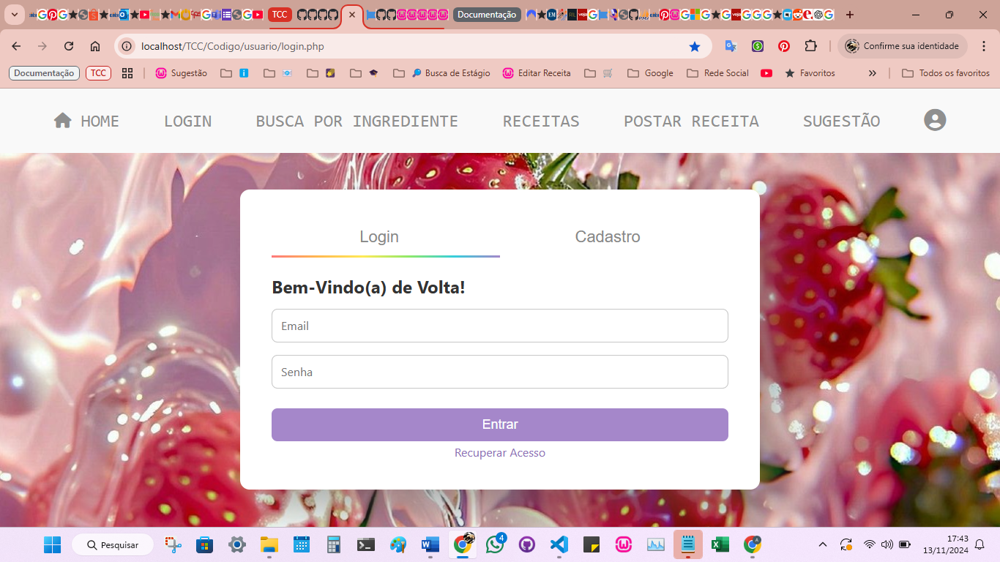 TCC
Documentação
localhost/TCC/Codigo/usuario/login.php
Confirme sua identidade
Documentação TCC Sugestão Busca de Estágio Editar Receita Google Rede Social Favoritos Todos os favoritos
HOME LOGIN BUSCA POR INGREDIENTE RECEITAS POSTAR RECEITA SUGESTÃO
Login Cadastro
Bem-Vindo(a) de Volta!
Email
Senha
Entrar
Recuperar Acesso
Pesquisar
4
17:43
13/11/2024